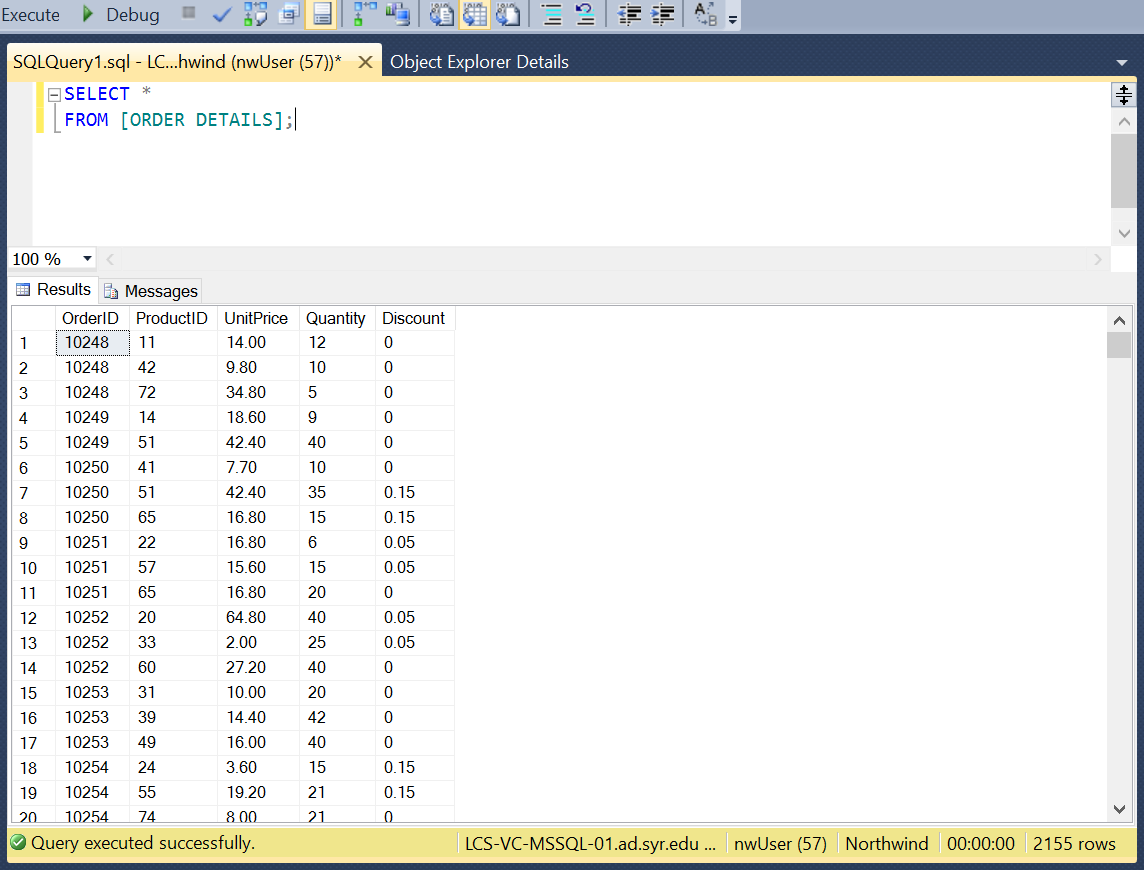 Execute Debug
SQLQuery1.sql - LC...hwind (nwUser (57))* Object Explorer Details
SELECT *
FROM [ORDER DETAILS];
100 %
Results Messages
OrderID ProductID UnitPrice Quantity Discount
1 10248 11 14.00 12 0
2 10248 42 9.80 10 0
3 10248 72 34.80 5 0
4 10249 14 18.60 9 0
5 10249 51 42.40 40 0
6 10250 41 7.70 10 0
7 10250 51 42.40 35 0.15
8 10250 65 16.80 15 0.15
9 10251 22 16.80 6 0.05
10 10251 57 15.60 15 0.05
11 10251 65 16.80 20 0
12 10252 20 64.80 40 0.05
13 10252 33 2.00 25 0.05
14 10252 60 27.20 40 0
15 10253 31 10.00 20 0
16 10253 39 14.40 42 0
17 10253 49 16.00 40 0
18 10254 24 3.60 15 0.15
19 10254 55 19.20 21 0.15
20 10254 74 8.00 21 0
Query executed successfully. LCS-VC-MSSQL-01.ad.syr.edu ... nwUser (57) Northwind 00:00:00 2155 rows